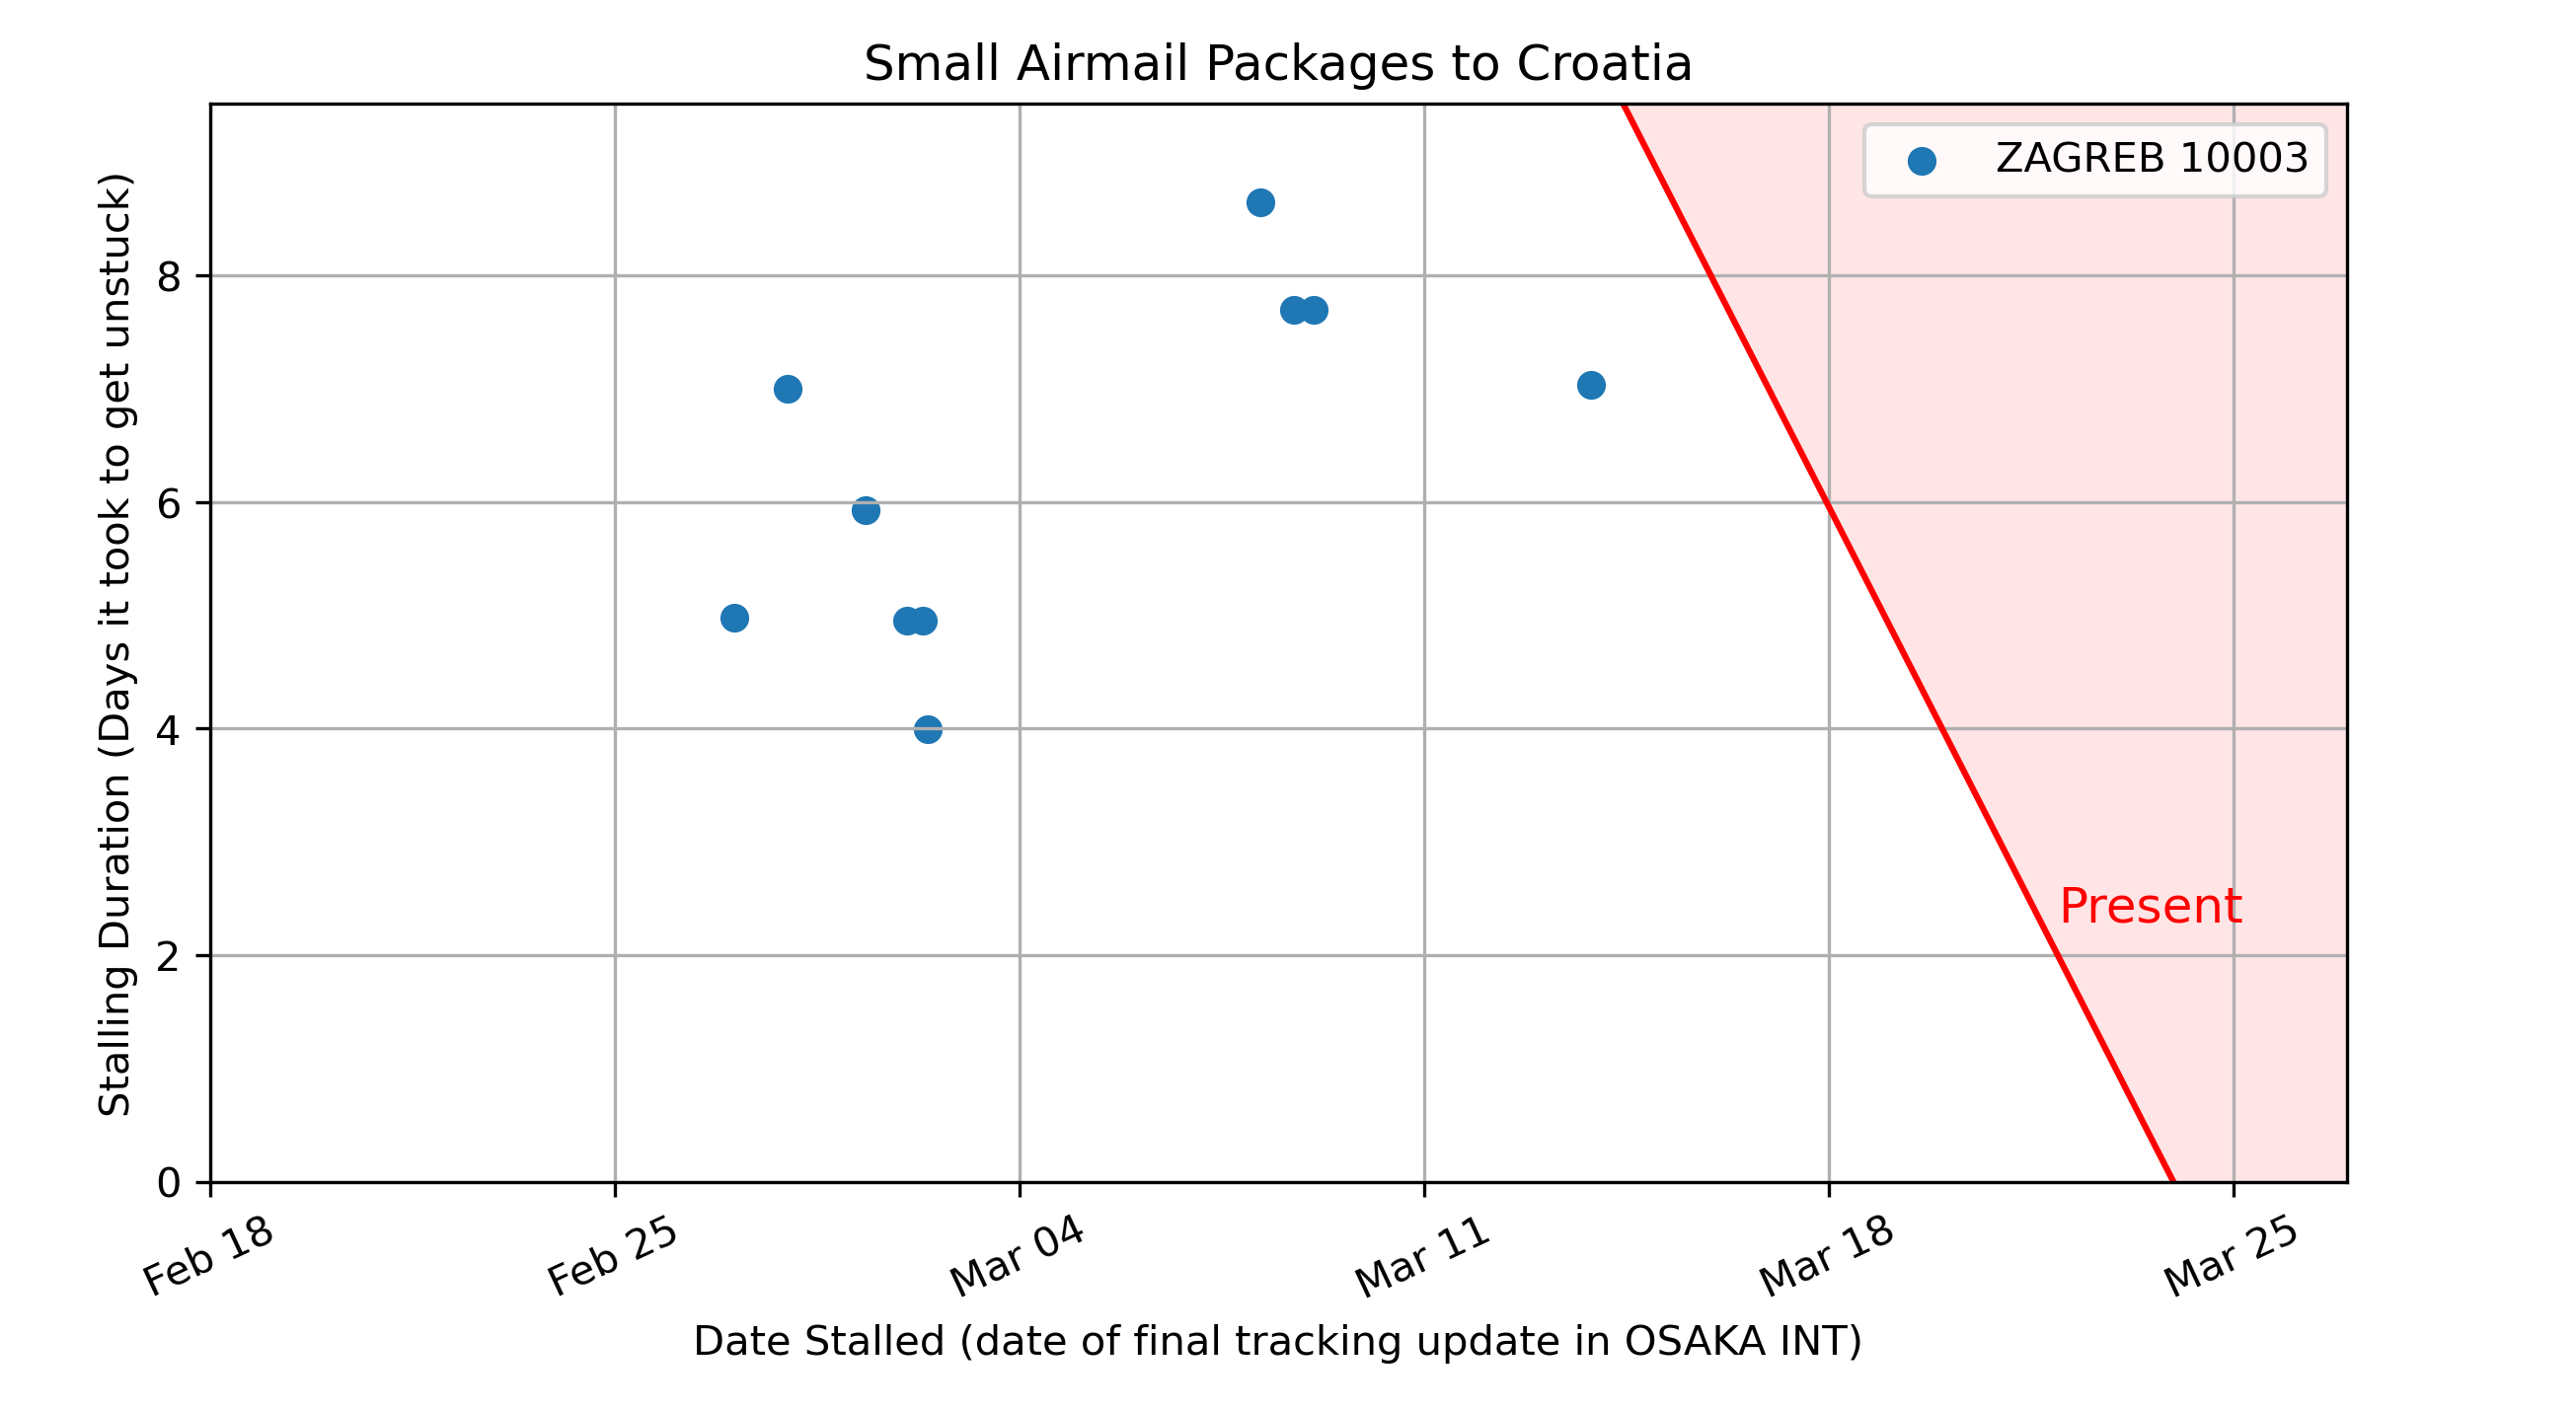 Small Airmail Packages to Croatia
ZAGREB 10003
Stalling Duration (Days it took to get unstuck)
8
6
4
2
0
Present
Feb 18
Feb 25
Mar 04
Mar 11
Mar 18
Mar 25
Date Stalled (date of final tracking update in OSAKA INT)